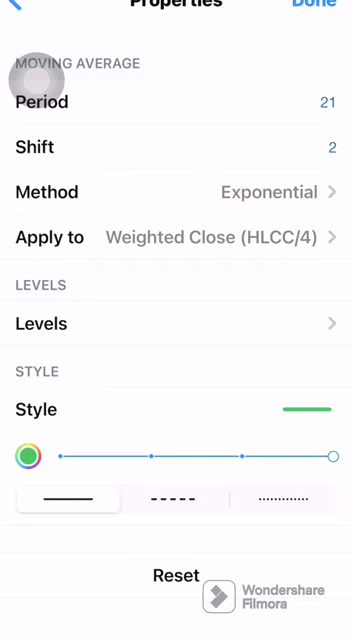 Properties
Done
MOVING AVERAGE
Period 21
Shift 2
Method Exponential
Apply to Weighted Close (HLCC/4)
LEVELS
Levels
STYLE
Style
Reset
Wondershare
Filmora